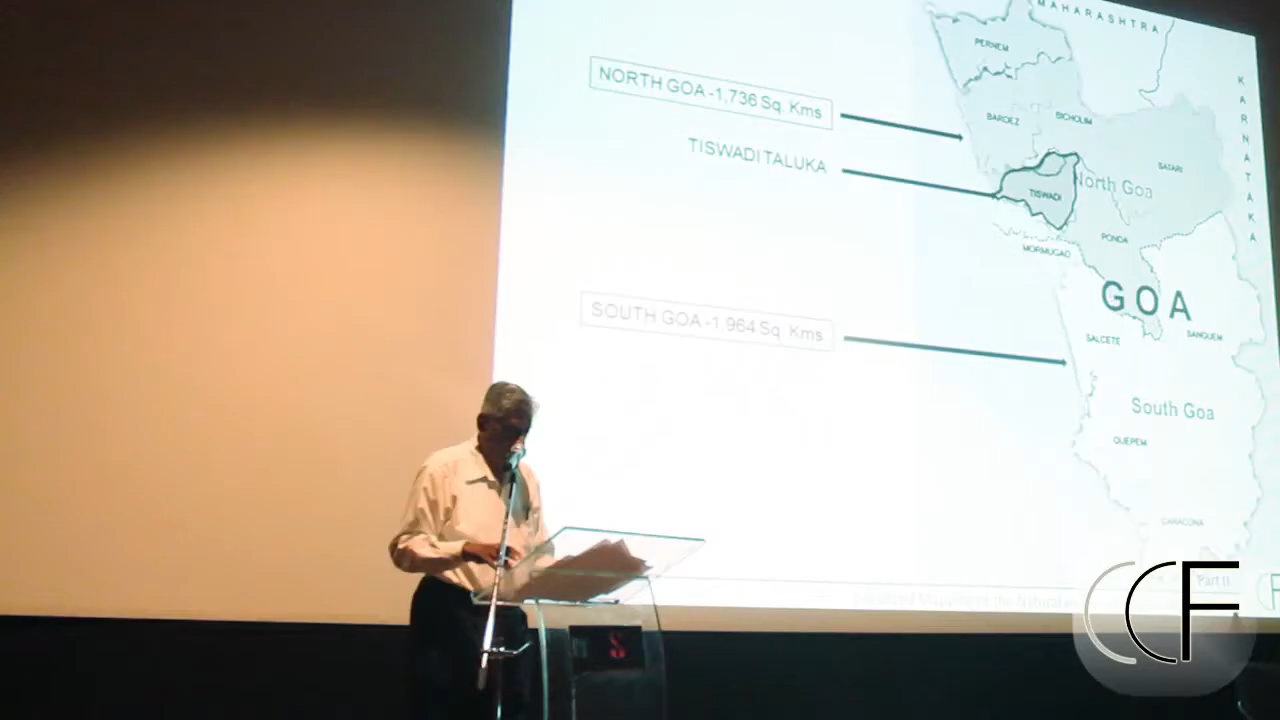 MAHARASHTRA
PERNEM
NORTH GOA -1,736 Sq. Kms
KARNATAKA
BARDEZ
BICHOLIM
TISWADI TALUKA
SATARI
North Goa
TISWADI
PONDA
MORMUGAO
GOA
SOUTH GOA -1 964 Sq. Kms
SALCETE
SANGUEM
South Goa
QUEPEM
CANACONA
Part II
CCF
S